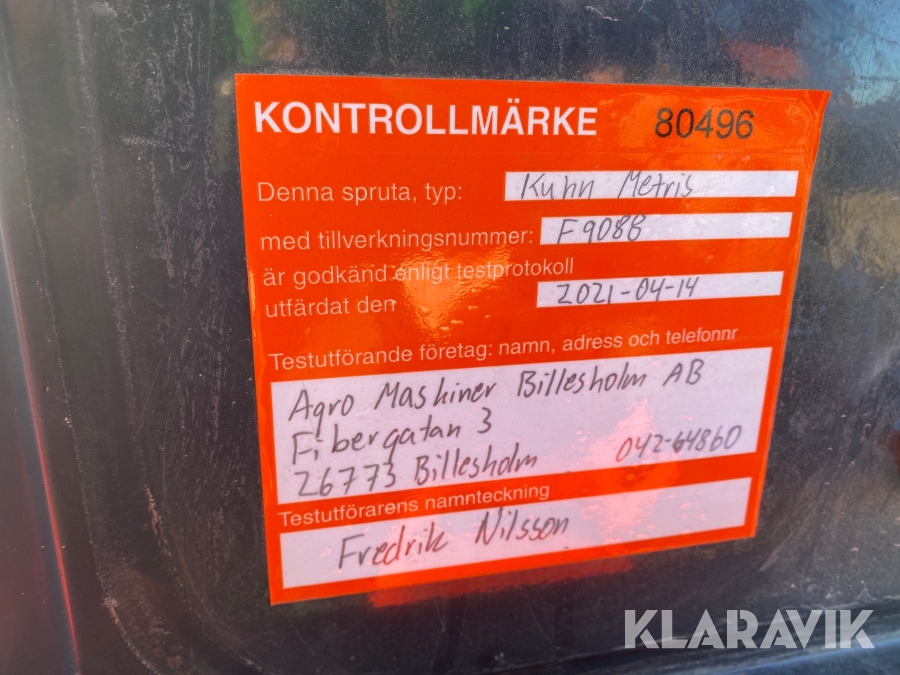 KONTROLLMÄRKE 80496
Denna spruta, typ: Kuhn Metris
med tillverkningsnummer: F9088
är godkänd enligt testprotokoll
utfärdat den 2021-04-14
Testutförande företag: namn, adress och telefonnr
Agro Maskiner Billesholm AB
Fibergatan 3
26773 Billesholm 042-64860
Testutförarens namnteckning
Fredrik Nilsson
KLARAVIK